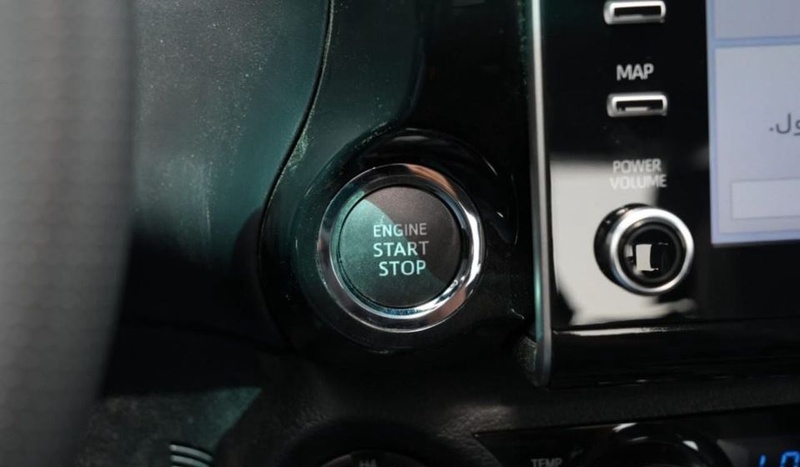 MAP
POWER
VOLUME
ENGINE
START
STOP
TEMP